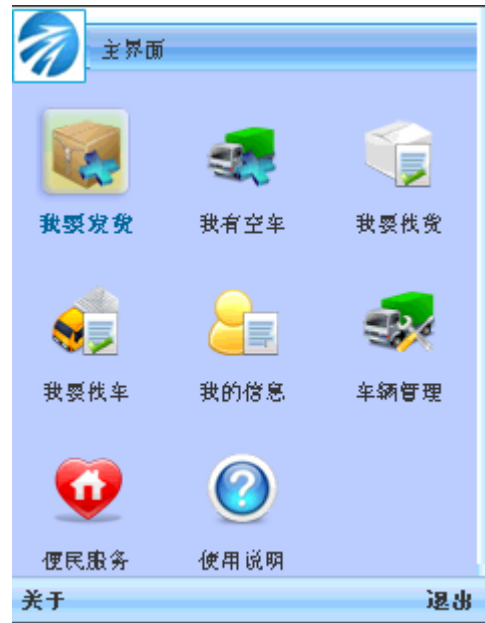 主界面
我要发货
我有空车
我要找货
我要找车
我的信息
车辆管理
便民服务
使用说明
关于
退出